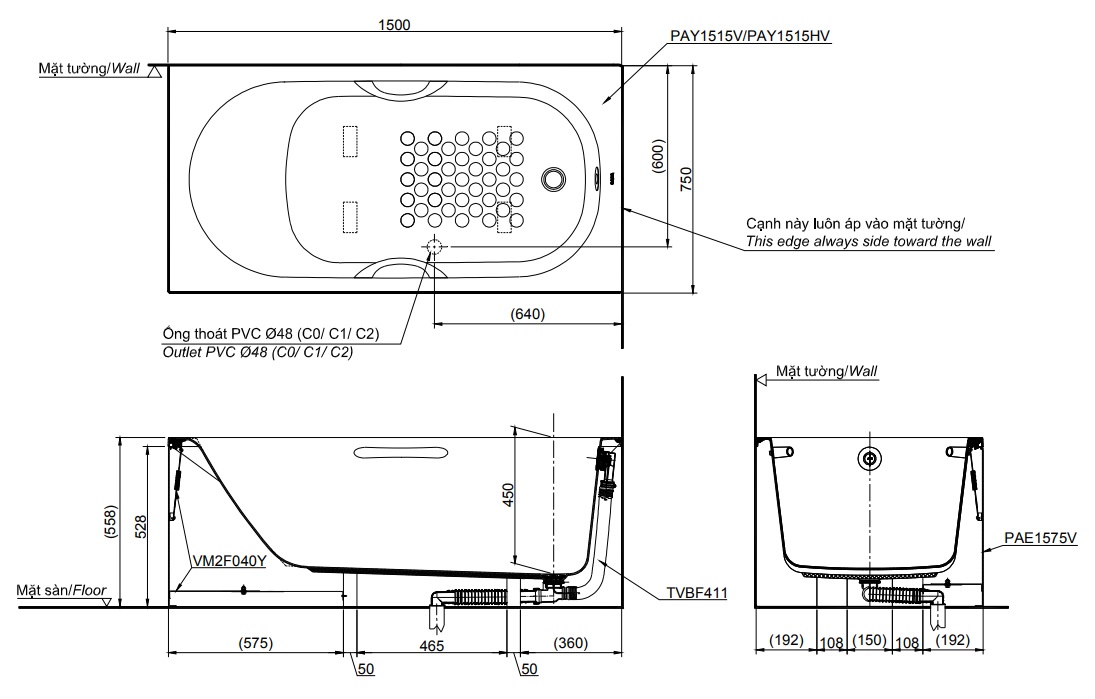 1500
PAY1515V/PAY1515HV
Mặt tường/Wall
(600)
750
Cạnh này luôn áp vào mặt tường/
This edge always side toward the wall
(640)
Ống thoát PVC Ø48 (C0/ C1/ C2)
Outlet PVC Ø48 (C0/ C1/ C2)
Mặt tường/Wall
(558)
528
450
VM2F040Y
PAE1575V
Mặt sàn/Floor
TVBF411
(575)
465
(360)
50
50
(192)
108
(150)
108
(192)